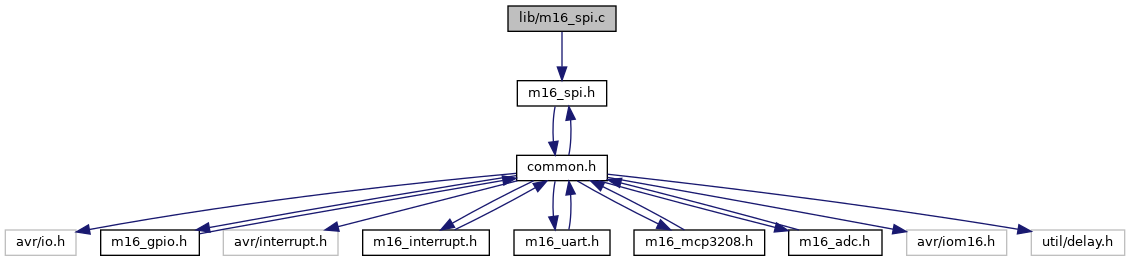 lib/m16_spi.c
m16_spi.h
common.h
avr/io.h
m16_gpio.h
avr/interrupt.h
m16_interrupt.h
m16_uart.h
m16_mcp3208.h
m16_adc.h
avr/iom16.h
util/delay.h